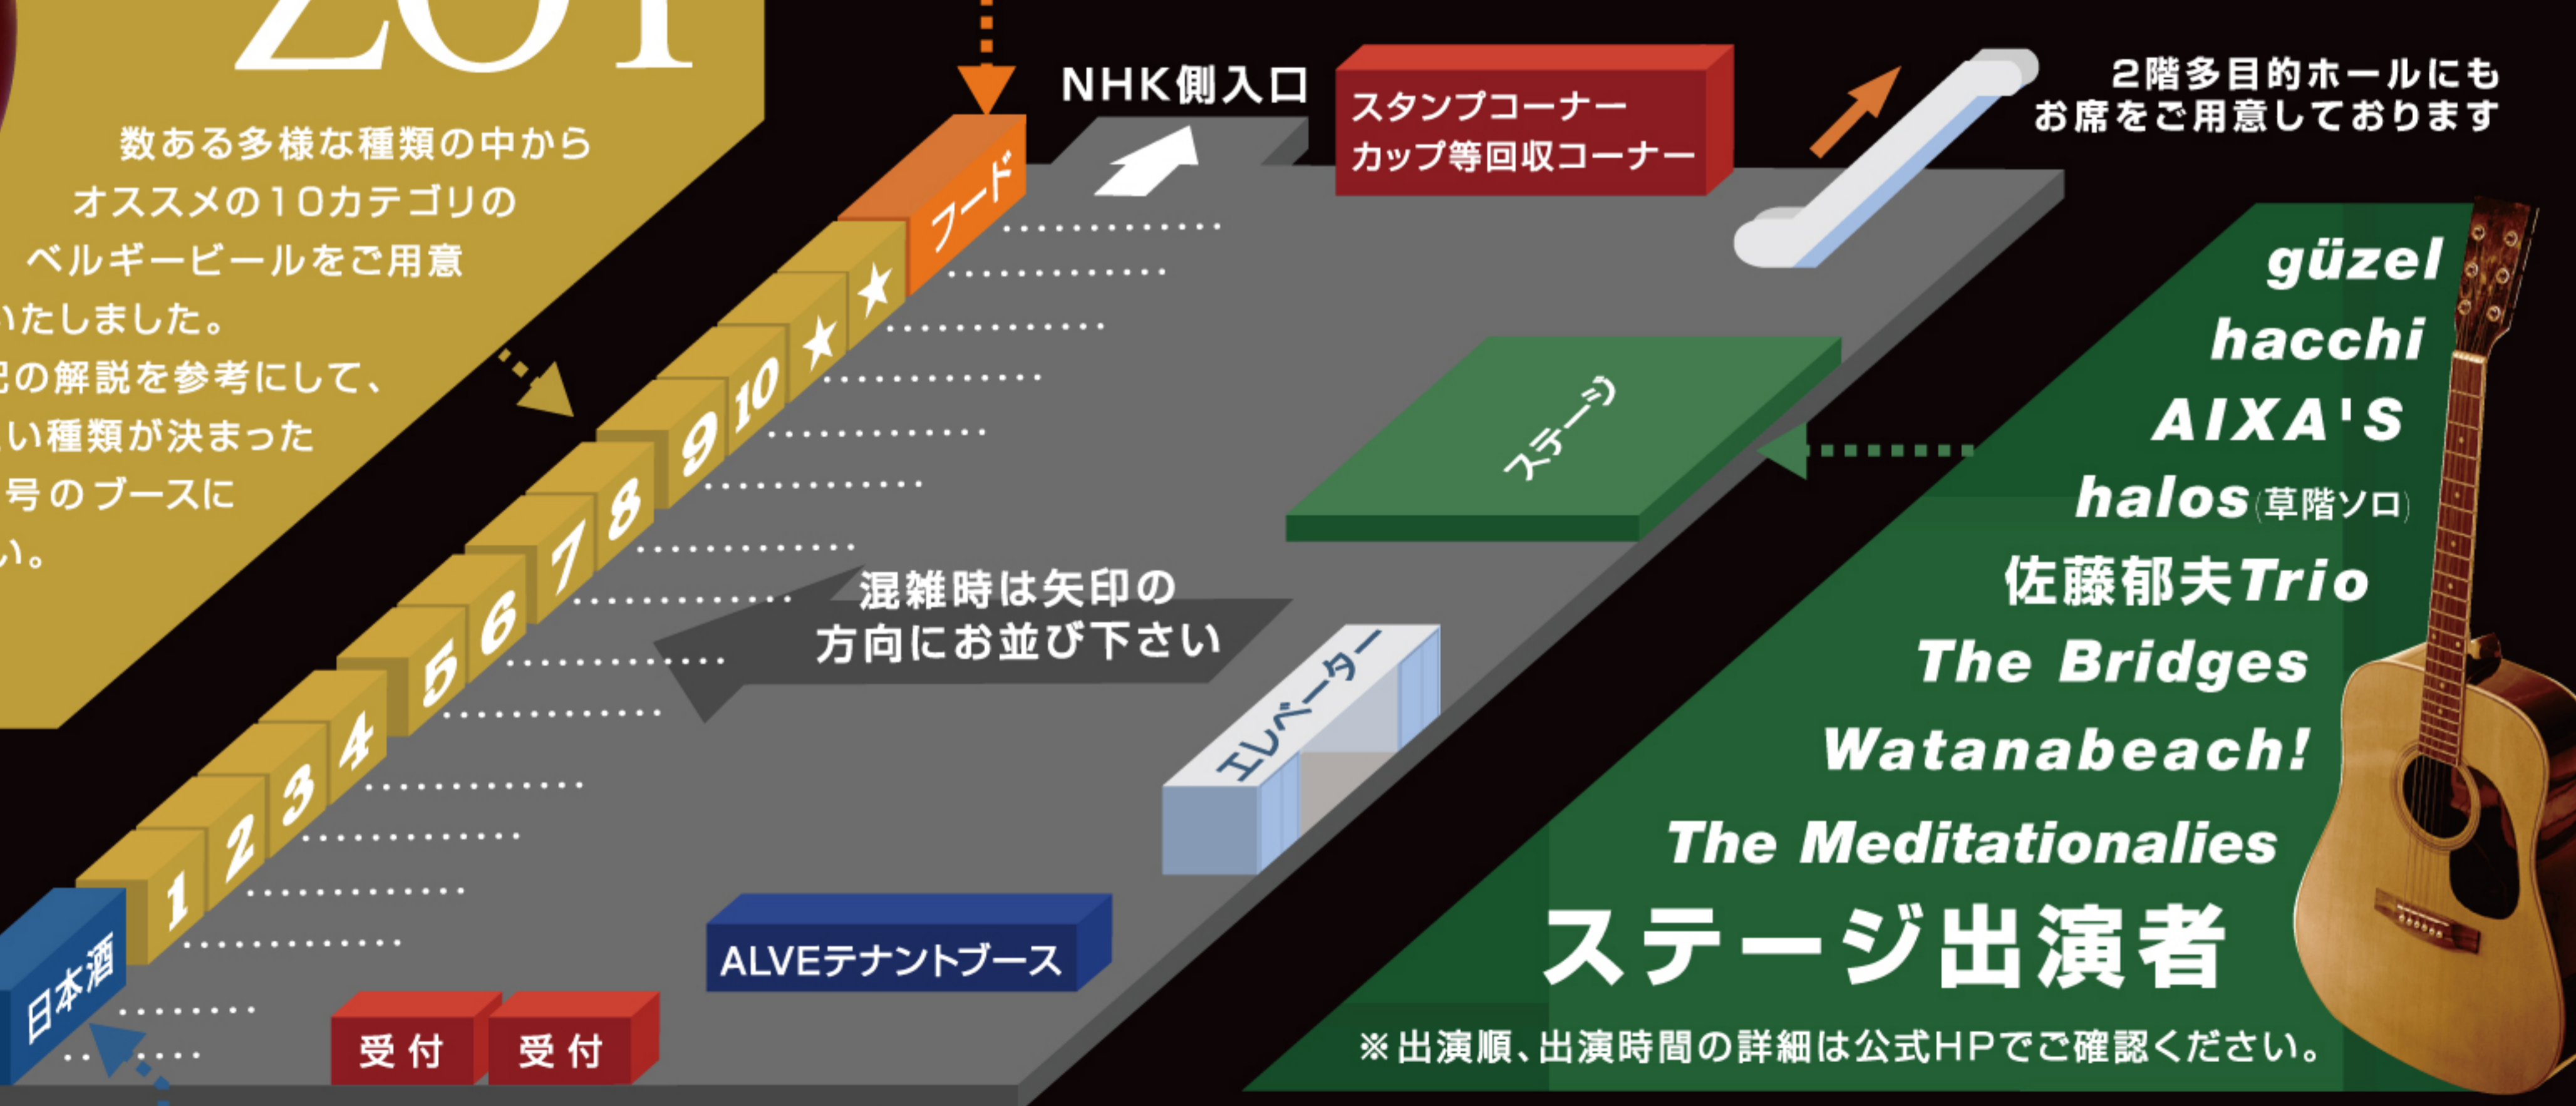 ZOT
数ある多様な種類の中から
オススメの10カテゴリの
ベルギービールをご用意
いたしました。
の解説を参考にして、
い種類が決まった
号のブースに
い。
NHK側入口
スタンプコーナー
カップ等回収コーナー
2階多目的ホールにも
お席をご用意しております
フード
★
★
10
9
8
7
6
5
4
3
2
1
日本酒
ステージ
混雑時は矢印の
方向にお並び下さい
エレベーター
ALVEテナントブース
受付
受付
güzel
hacchi
AIXA'S
halos(草階ソロ)
佐藤郁夫Trio
The Bridges
Watanabeach!
The Meditationalies
ステージ出演者
※出演順、出演時間の詳細は公式HPでご確認ください。